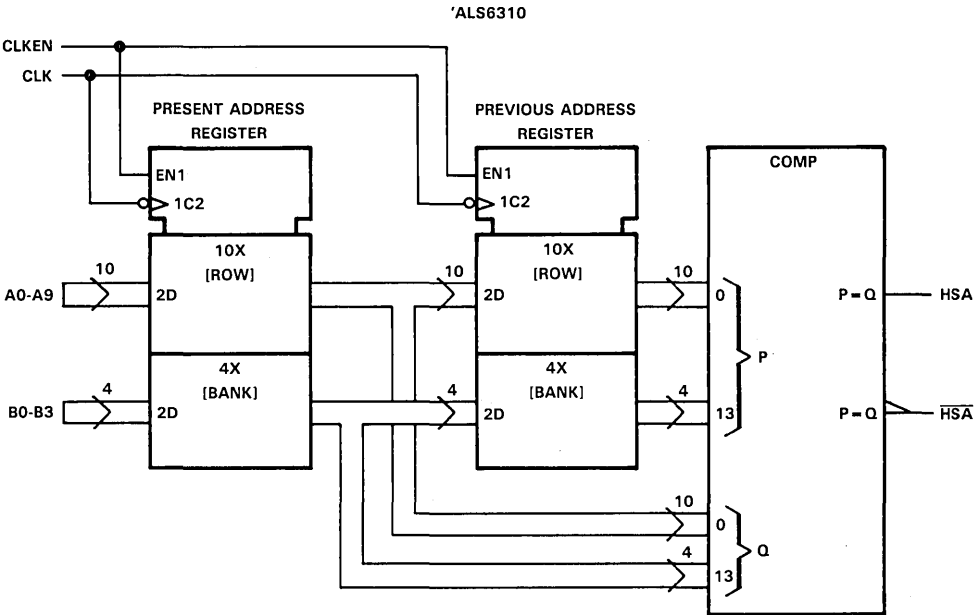 'ALS6310
CLKEN
CLK
PRESENT ADDRESS
REGISTER
PREVIOUS ADDRESS
REGISTER
COMP
EN1
1C2
EN1
1C2
10X
[ROW]
10X
[ROW]
A0-A9
10
2D
10
2D
10
0
P = Q
HSA
P
4X
[BANK]
4X
[BANK]
B0-B3
4
2D
4
2D
4
13
P = Q
HSA
10
0
Q
4
13